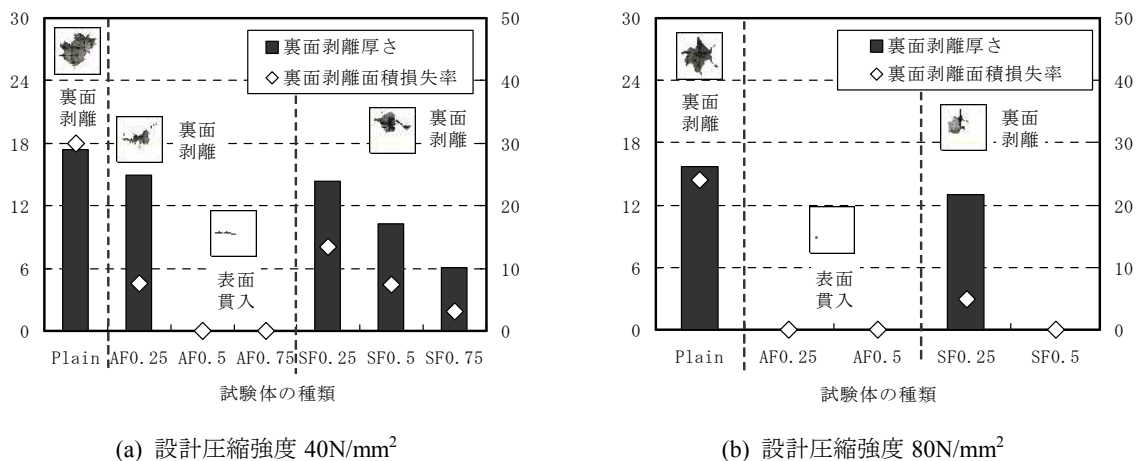 30
24
18
12
6
0
50
40
30
20
10
0
■裏面剥離厚さ
◇裏面剥離面積損失率
裏面
剥離
裏面
剥離
表面
貫入
裏面
剥離
Plain AF0.25 AF0.5 AF0.75 SF0.25 SF0.5 SF0.75
試験体の種類
(a) 設計圧縮強度 40N/mm²
30
24
18
12
6
0
50
40
30
20
10
0
■裏面剥離厚さ
◇裏面剥離面積損失率
裏面
剥離
表面
貫入
裏面
剥離
Plain AF0.25 AF0.5 SF0.25 SF0.5
試験体の種類
(b) 設計圧縮強度 80N/mm²